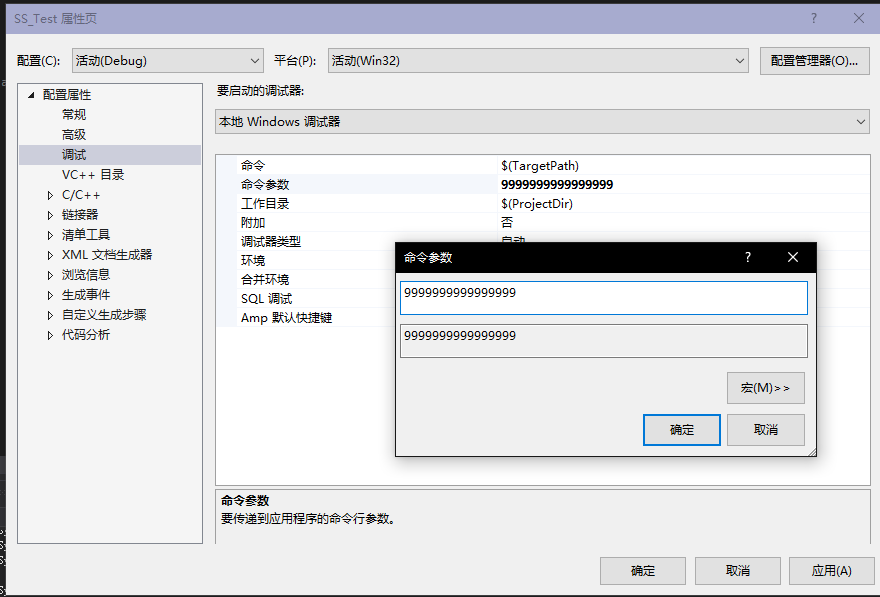 SS_Test 属性页
配置(C): 活动(Debug) 平台(P): 活动(Win32) 配置管理器(O)...
配置属性
常规
高级
调试
VC++ 目录
C/C++
链接器
清单工具
XML 文档生成器
浏览信息
生成事件
自定义生成步骤
代码分析
要启动的调试器:
本地 Windows 调试器
命令 $(TargetPath)
命令参数 9999999999999999
工作目录 $(ProjectDir)
附加 否
调试器类型 自动
环境
合并环境
SQL 调试
Amp 默认快捷键
命令参数
9999999999999999
9999999999999999
宏(M)>>
确定 取消
命令参数
要传递到应用程序的命令行参数。
确定 取消 应用(A)